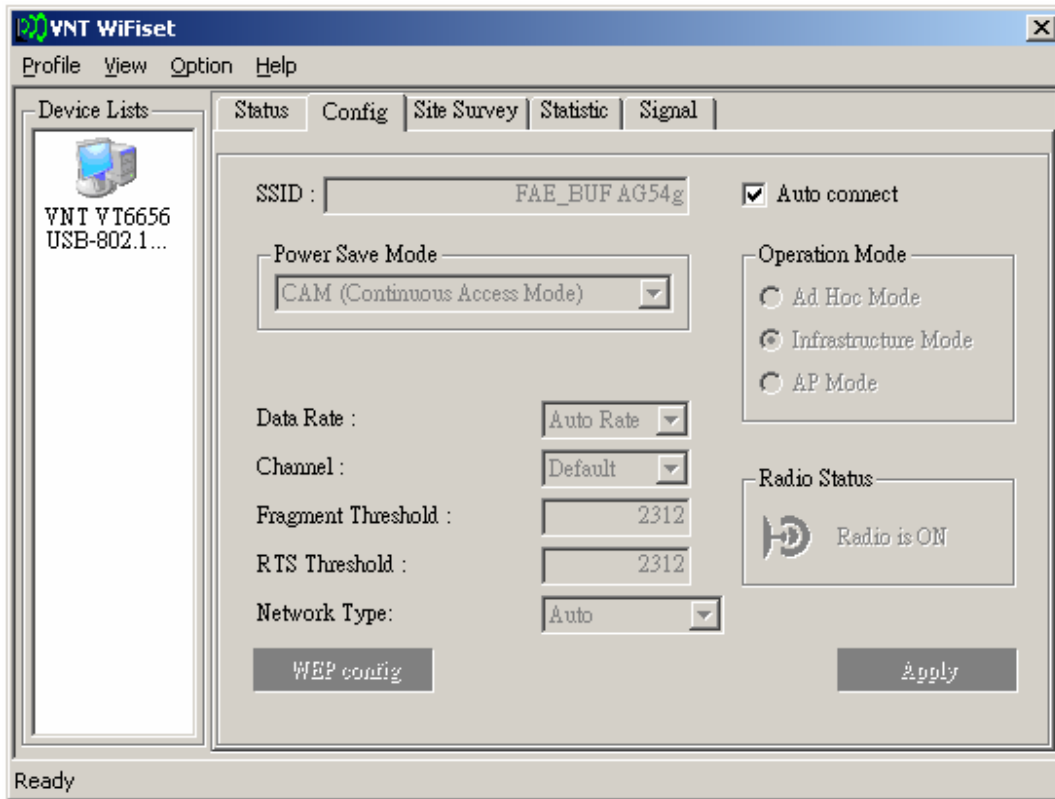 VNT WiFiset
Profile View Option Help
Device Lists
VNT VT6656
USB-802.1...
Status Config Site Survey Statistic Signal
SSID : FAE_BUF AG54g
Auto connect
Power Save Mode
CAM (Continuous Access Mode)
Operation Mode
Ad Hoc Mode
Infrastructure Mode
AP Mode
Data Rate : Auto Rate
Channel : Default
Fragment Threshold : 2312
RTS Threshold : 2312
Network Type: Auto
Radio Status
Radio is ON
WEP config
Apply
Ready